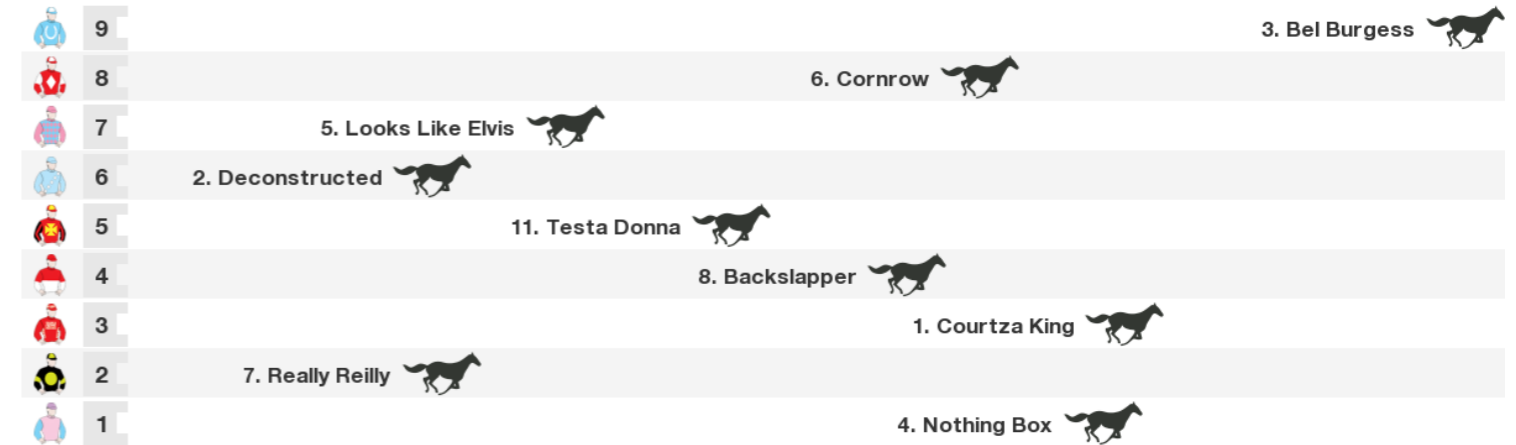 9 3. Bel Burgess
8 6. Cornrow
7 5. Looks Like Elvis
6 2. Deconstructed
5 11. Testa Donna
4 8. Backslapper
3 1. Courtza King
2 7. Really Reilly
1 4. Nothing Box